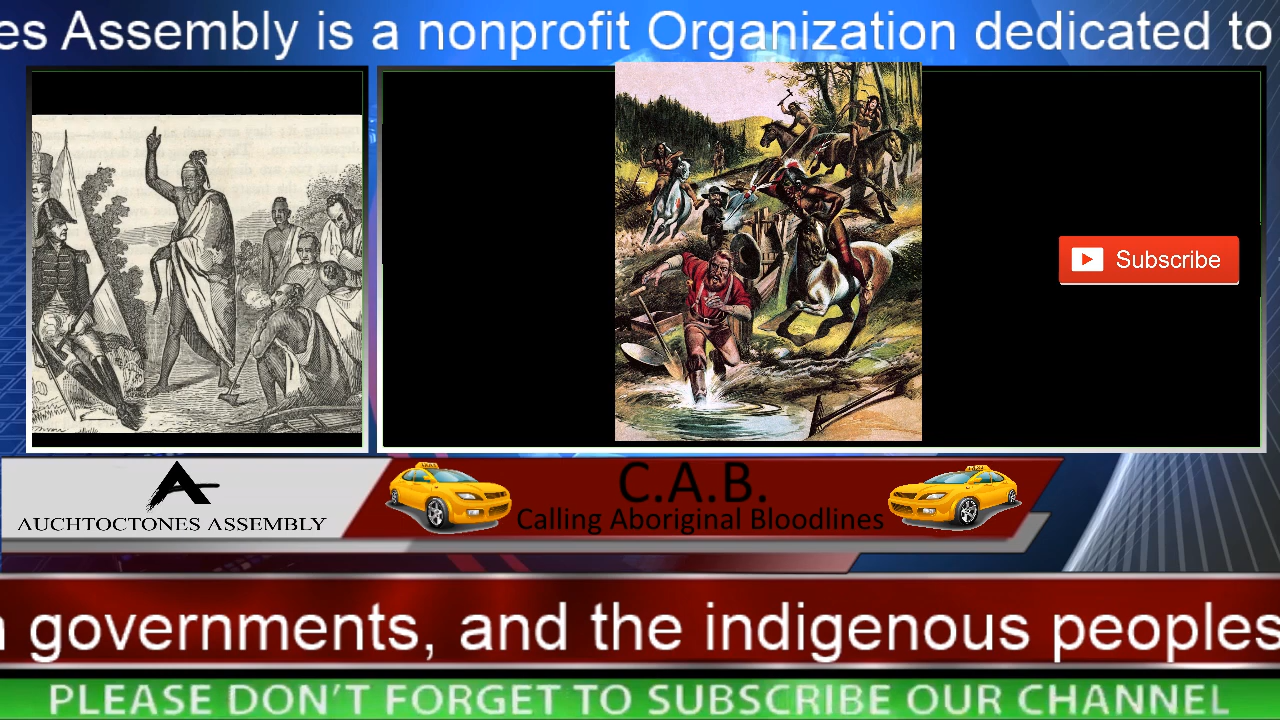 es Assembly is a nonprofit Organization dedicated to
Subscribe
AUCHTOCTONES ASSEMBLY
C.A.B.
Calling Aboriginal Bloodlines
governments, and the indigenous peoples
PLEASE DON'T FORGET TO SUBSCRIBE OUR CHANNEL